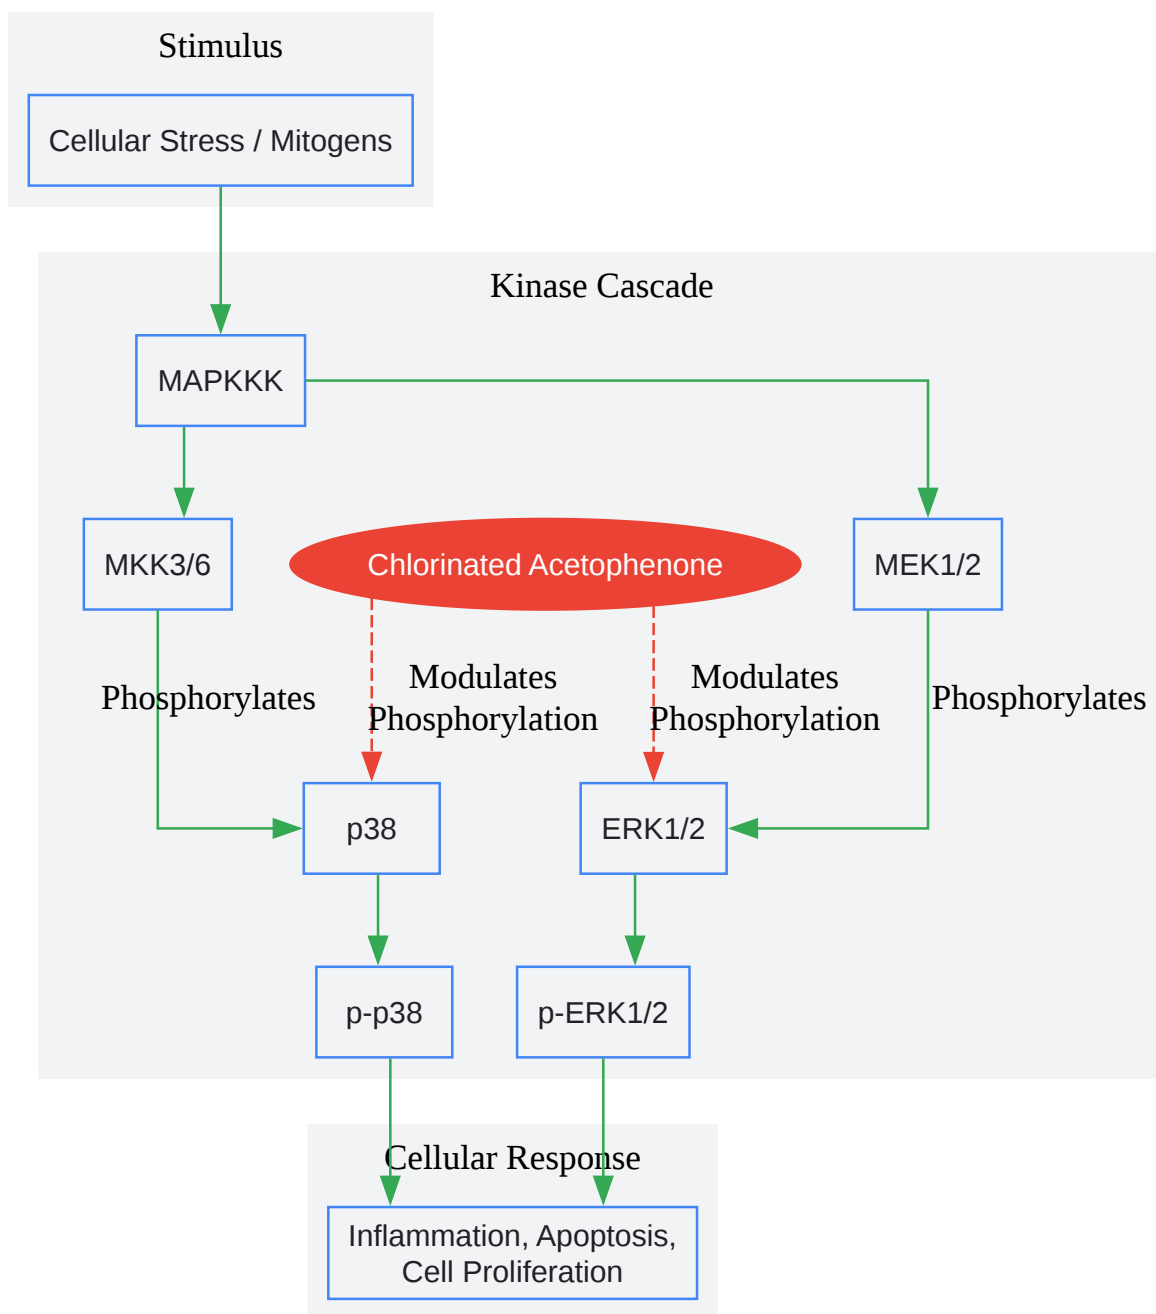 Stimulus
Cellular Stress / Mitogens
Kinase Cascade
MAPKKK
MKK3/6
Chlorinated Acetophenone
MEK1/2
Phosphorylates
Modulates
Phosphorylation
Modulates
Phosphorylation
Phosphorylates
p38
ERK1/2
p-p38
p-ERK1/2
Cellular Response
Inflammation, Apoptosis,
Cell Proliferation